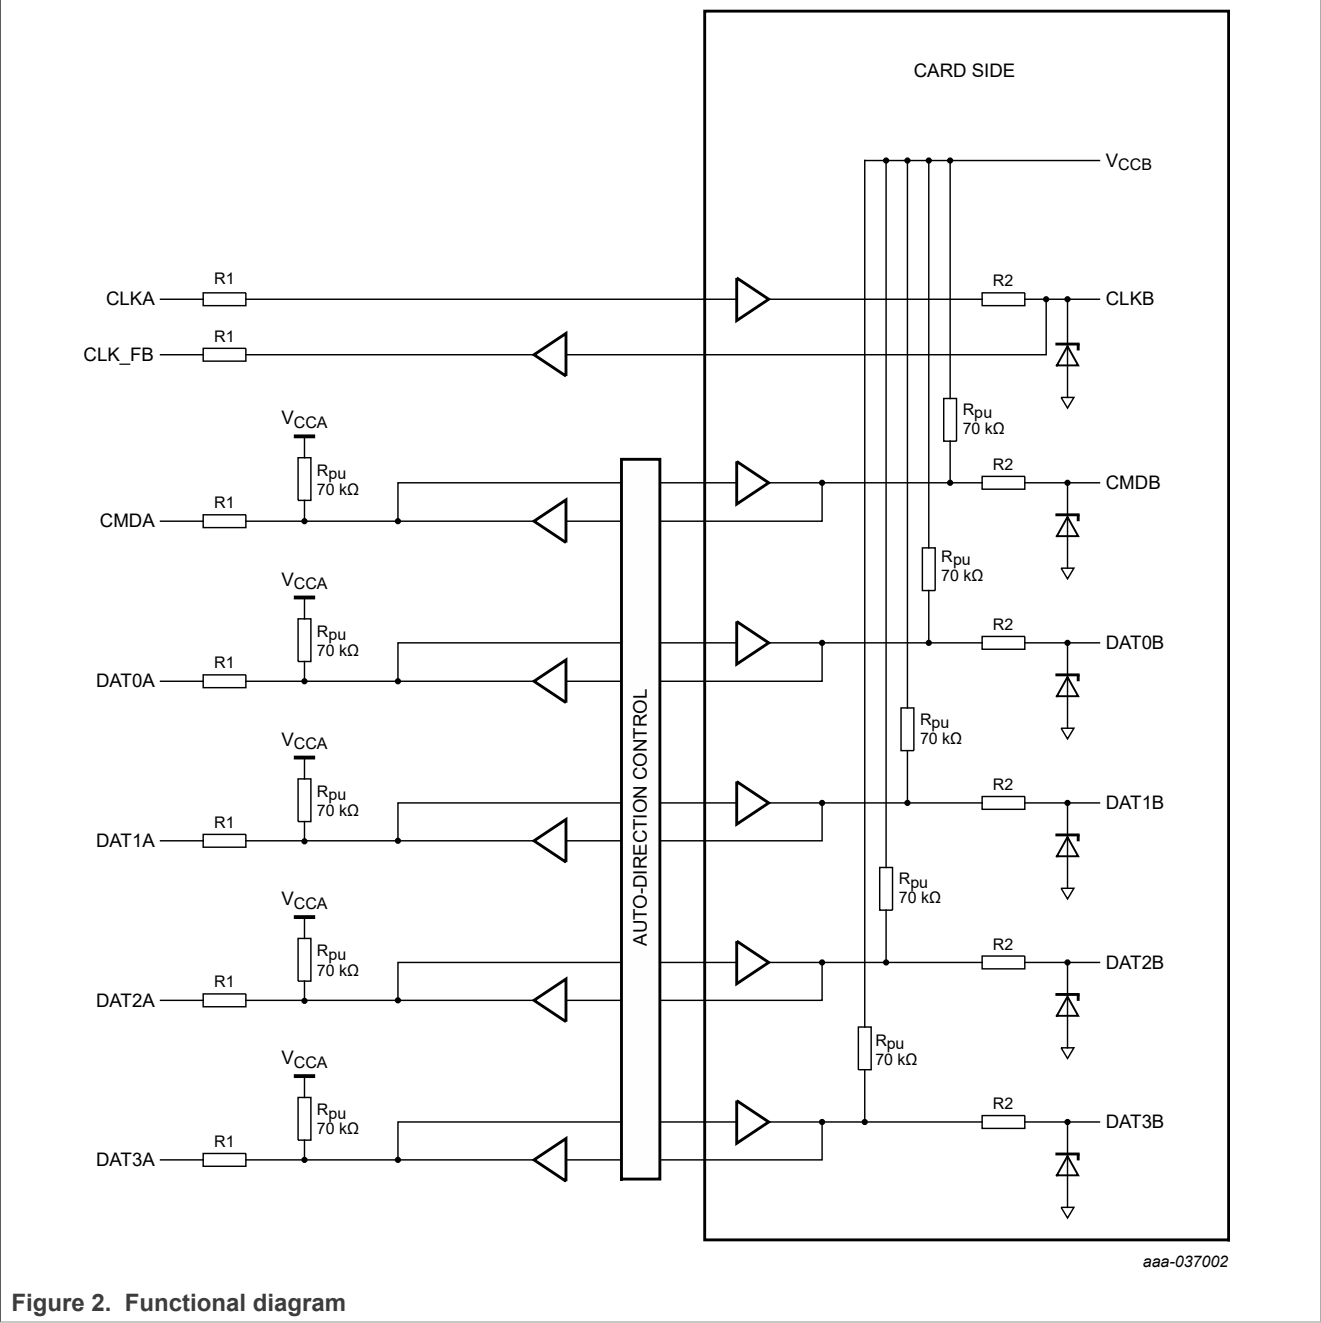 CARD SIDE
VCCB
R1
R2
CLKA
CLKB
R1
CLK_FB
VCCA
Rpu
70 kΩ
Rpu
70 kΩ
R1
R2
CMDA
CMDB
VCCA
Rpu
70 kΩ
Rpu
70 kΩ
R1
R2
DAT0A
DAT0B
VCCA
Rpu
70 kΩ
Rpu
70 kΩ
R1
R2
DAT1A
DAT1B
AUTO-DIRECTION CONTROL
VCCA
Rpu
70 kΩ
Rpu
70 kΩ
R1
R2
DAT2A
DAT2B
VCCA
Rpu
70 kΩ
Rpu
70 kΩ
R1
R2
DAT3A
DAT3B
aaa-037002
Figure 2. Functional diagram